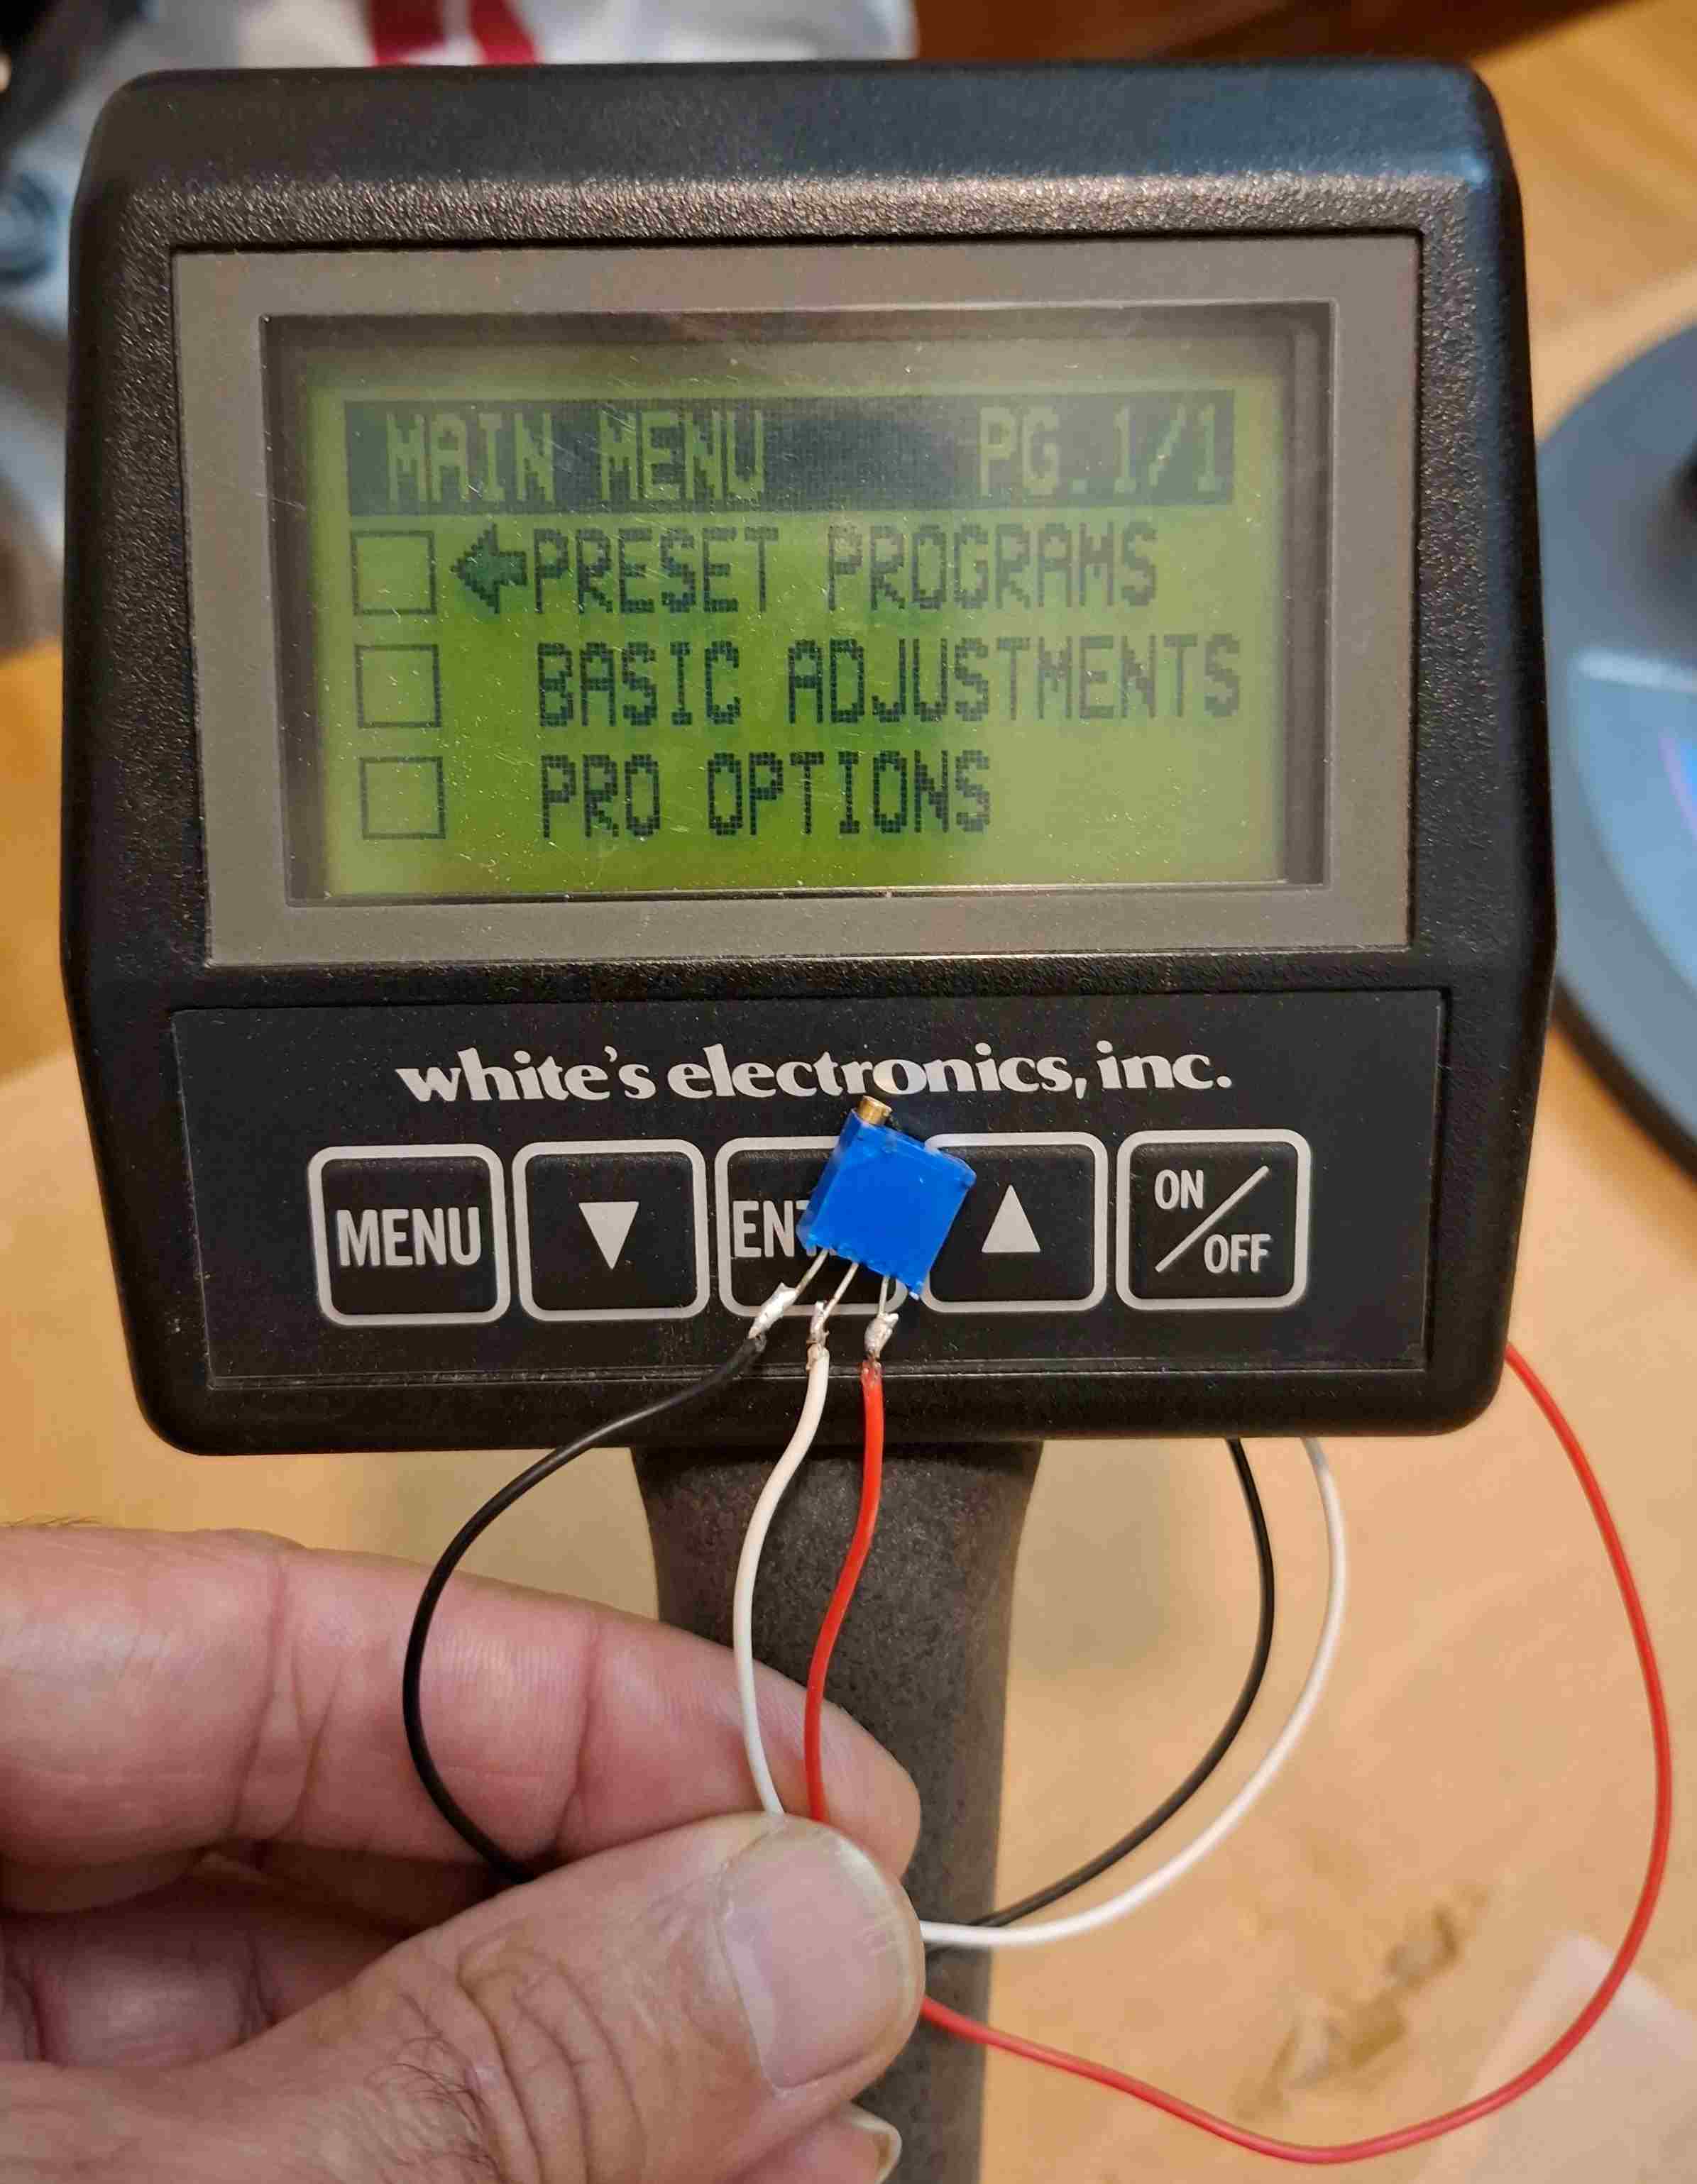 MAIN MENU PG.1/1
PRESET PROGRAMS
BASIC ADJUSTMENTS
PRO OPTIONS
white's electronics, inc.
MENU
ON/OFF